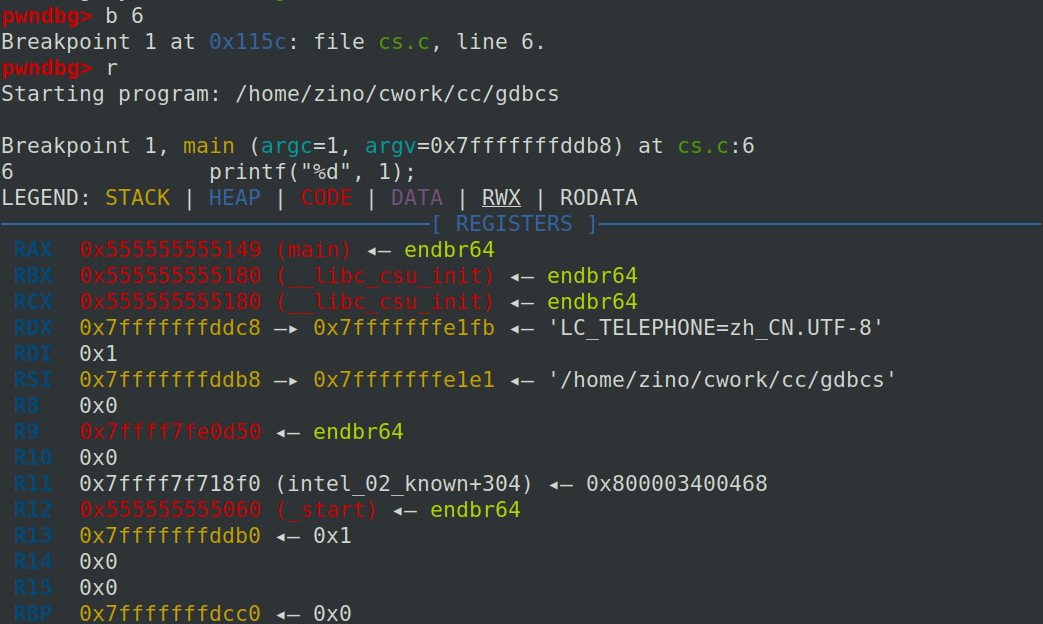 pwndbg> b 6
Breakpoint 1 at 0x115c: file cs.c, line 6.
pwndbg> r
Starting program: /home/zino/cwork/cc/gdbcs
Breakpoint 1, main (argc=1, argv=0x7fffffffddb8) at cs.c:6
6               printf("%d", 1);
LEGEND: STACK | HEAP | CODE | DATA | RWX | RODATA
[ REGISTERS ]
RAX  0x555555555149 (main) ◂— endbr64
RBX  0x555555555180 (__libc_csu_init) ◂— endbr64
RCX  0x555555555180 (__libc_csu_init) ◂— endbr64
RDX  0x7fffffffddc8 —▸ 0x7fffffffe1fb ◂— 'LC_TELEPHONE=zh_CN.UTF-8'
RDI  0x1
RSI  0x7fffffffddb8 —▸ 0x7fffffffe1e1 ◂— '/home/zino/cwork/cc/gdbcs'
R8   0x0
R9   0x7ffff7fe0d50 ◂— endbr64
R10  0x0
R11  0x7ffff7f718f0 (intel_02_known+304) ◂— 0x800003400468
R12  0x555555555060 (_start) ◂— endbr64
R13  0x7fffffffddb0 ◂— 0x1
R14  0x0
R15  0x0
RBP  0x7fffffffdcc0 ◂— 0x0